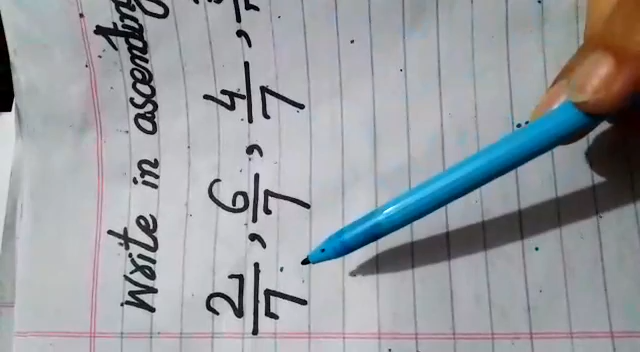 Write in ascending
2/7, 6/7, 4/7,